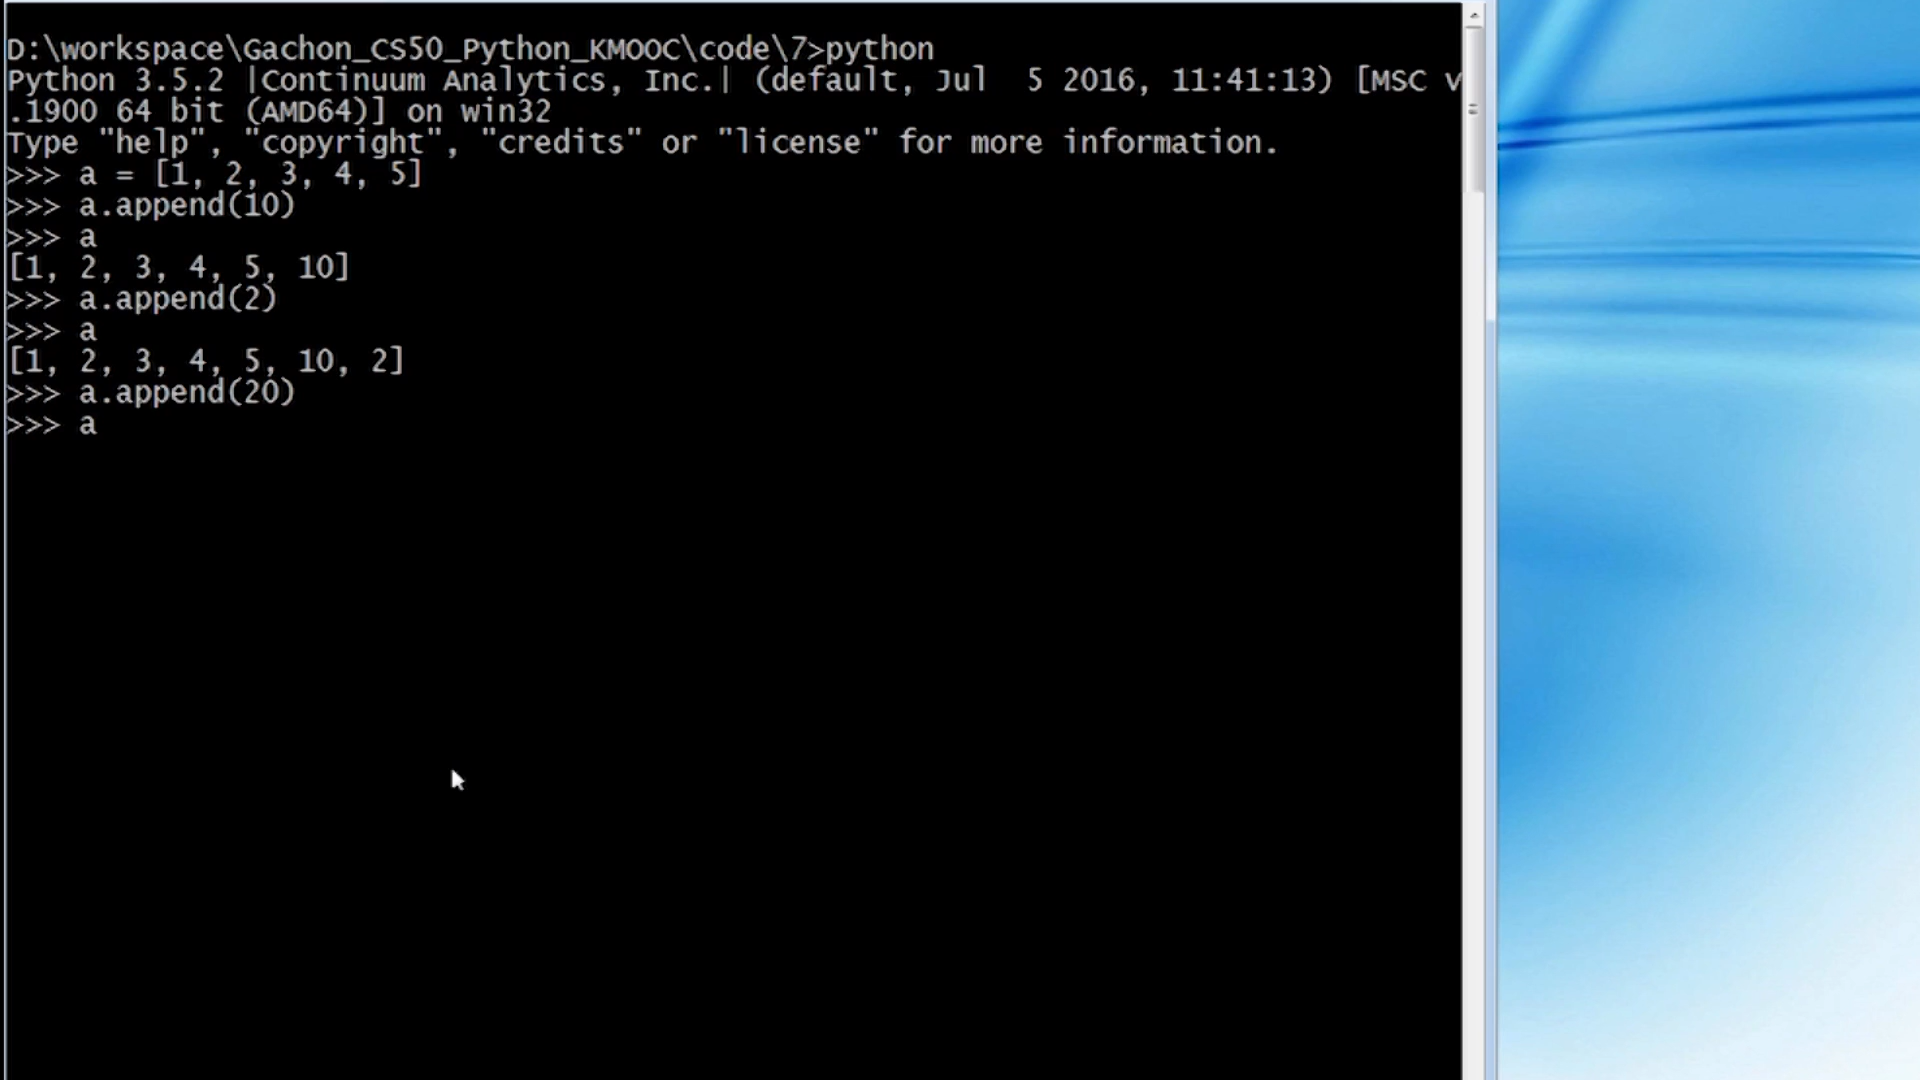 D:\workspace\Gachon_CS50_Python_KMOOC\code\7>python
Python 3.5.2 |Continuum Analytics, Inc.| (default, Jul  5 2016, 11:41:13) [MSC v
.1900 64 bit (AMD64)] on win32
Type "help", "copyright", "credits" or "license" for more information.
>>> a = [1, 2, 3, 4, 5]
>>> a.append(10)
>>> a
[1, 2, 3, 4, 5, 10]
>>> a.append(2)
>>> a
[1, 2, 3, 4, 5, 10, 2]
>>> a.append(20)
>>> a